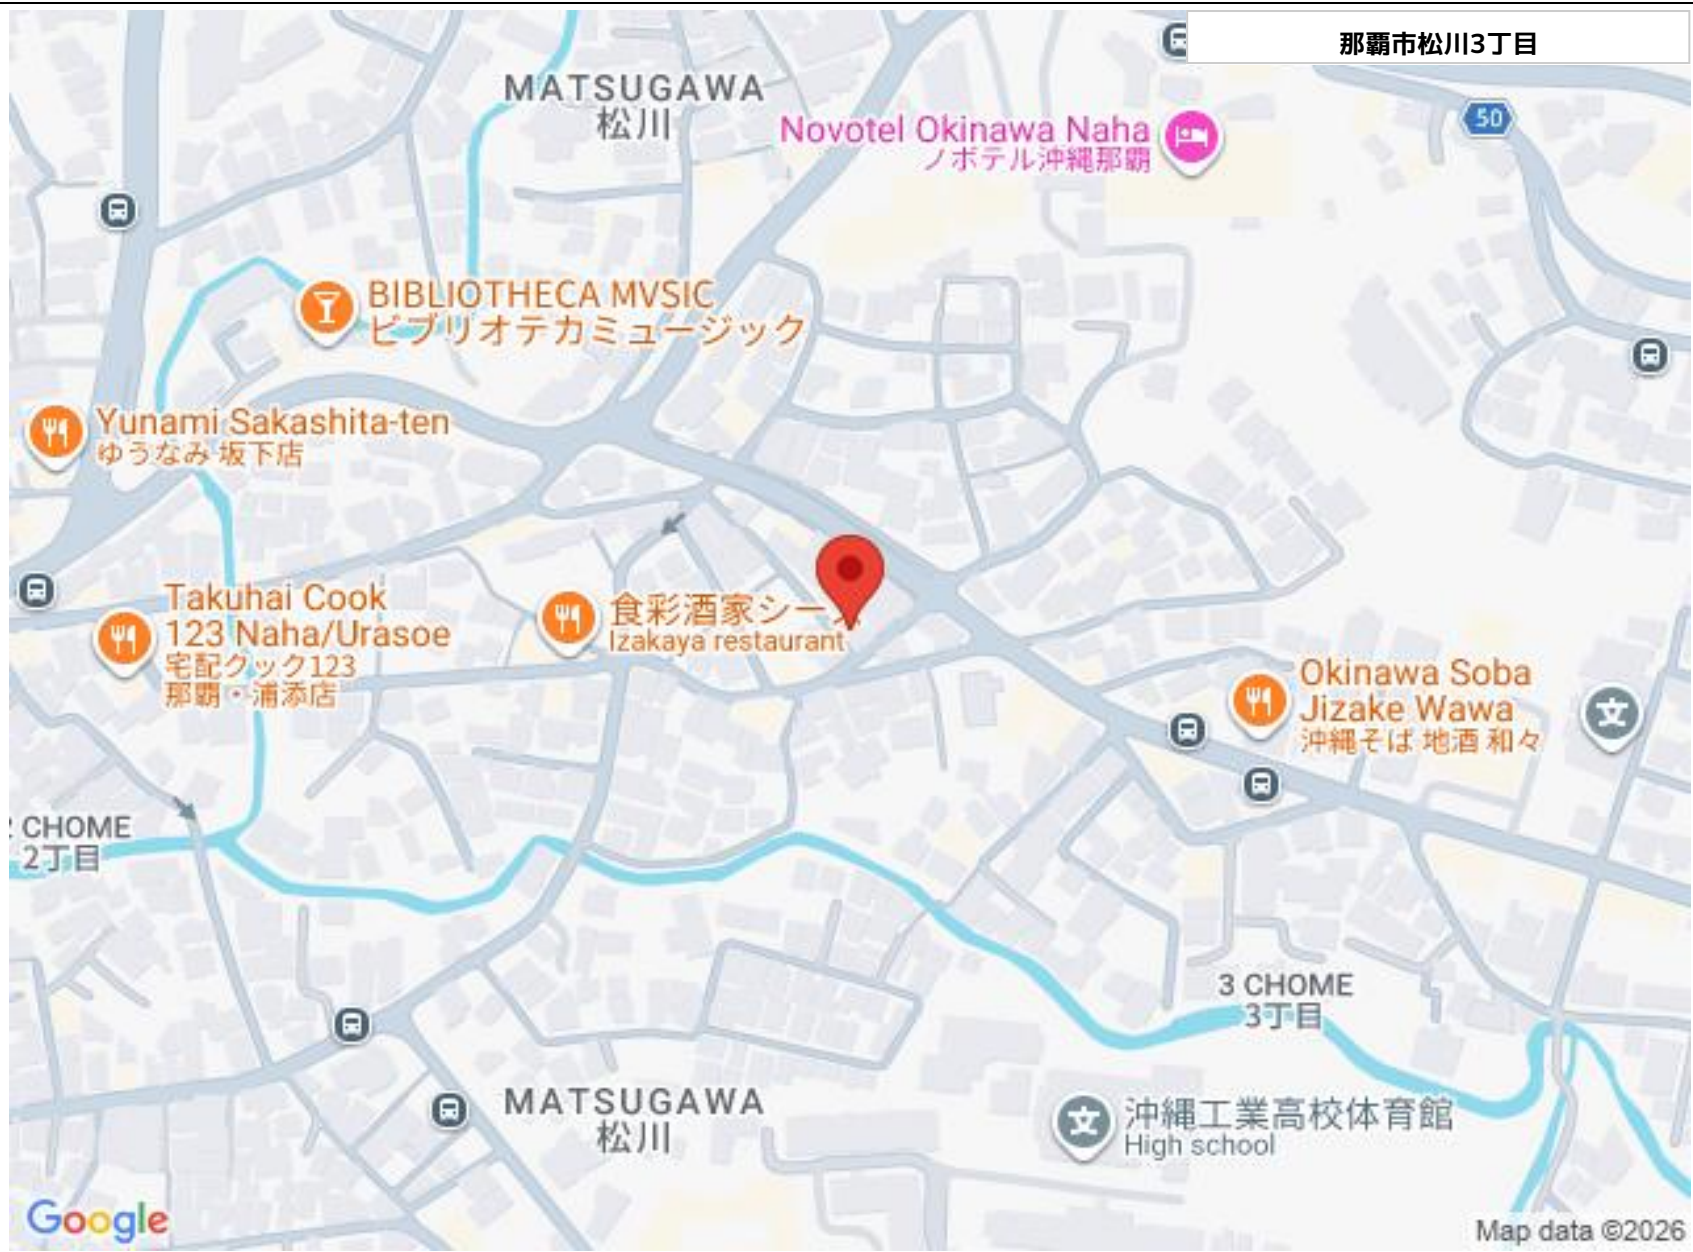 那覇市松川3丁目
MATSUGAWA
松川
50
Novotel Okinawa Naha
ノボテル沖縄那覇
BIBLIOTHECA MVSIC
ビブリオテカミュージック
Yunami Sakashita-ten
ゆうなみ 坂下店
Takuhai Cook
123 Naha/Urasoe
宅配クック123
那覇・浦添店
食彩酒家シー
Izakaya restaurant
Okinawa Soba
Jizake Wawa
沖縄そば 地酒 和々
文
CHOME
2丁目
3 CHOME
3丁目
MATSUGAWA
松川
文
沖縄工業高校体育館
High school
Google
Map data ©2026